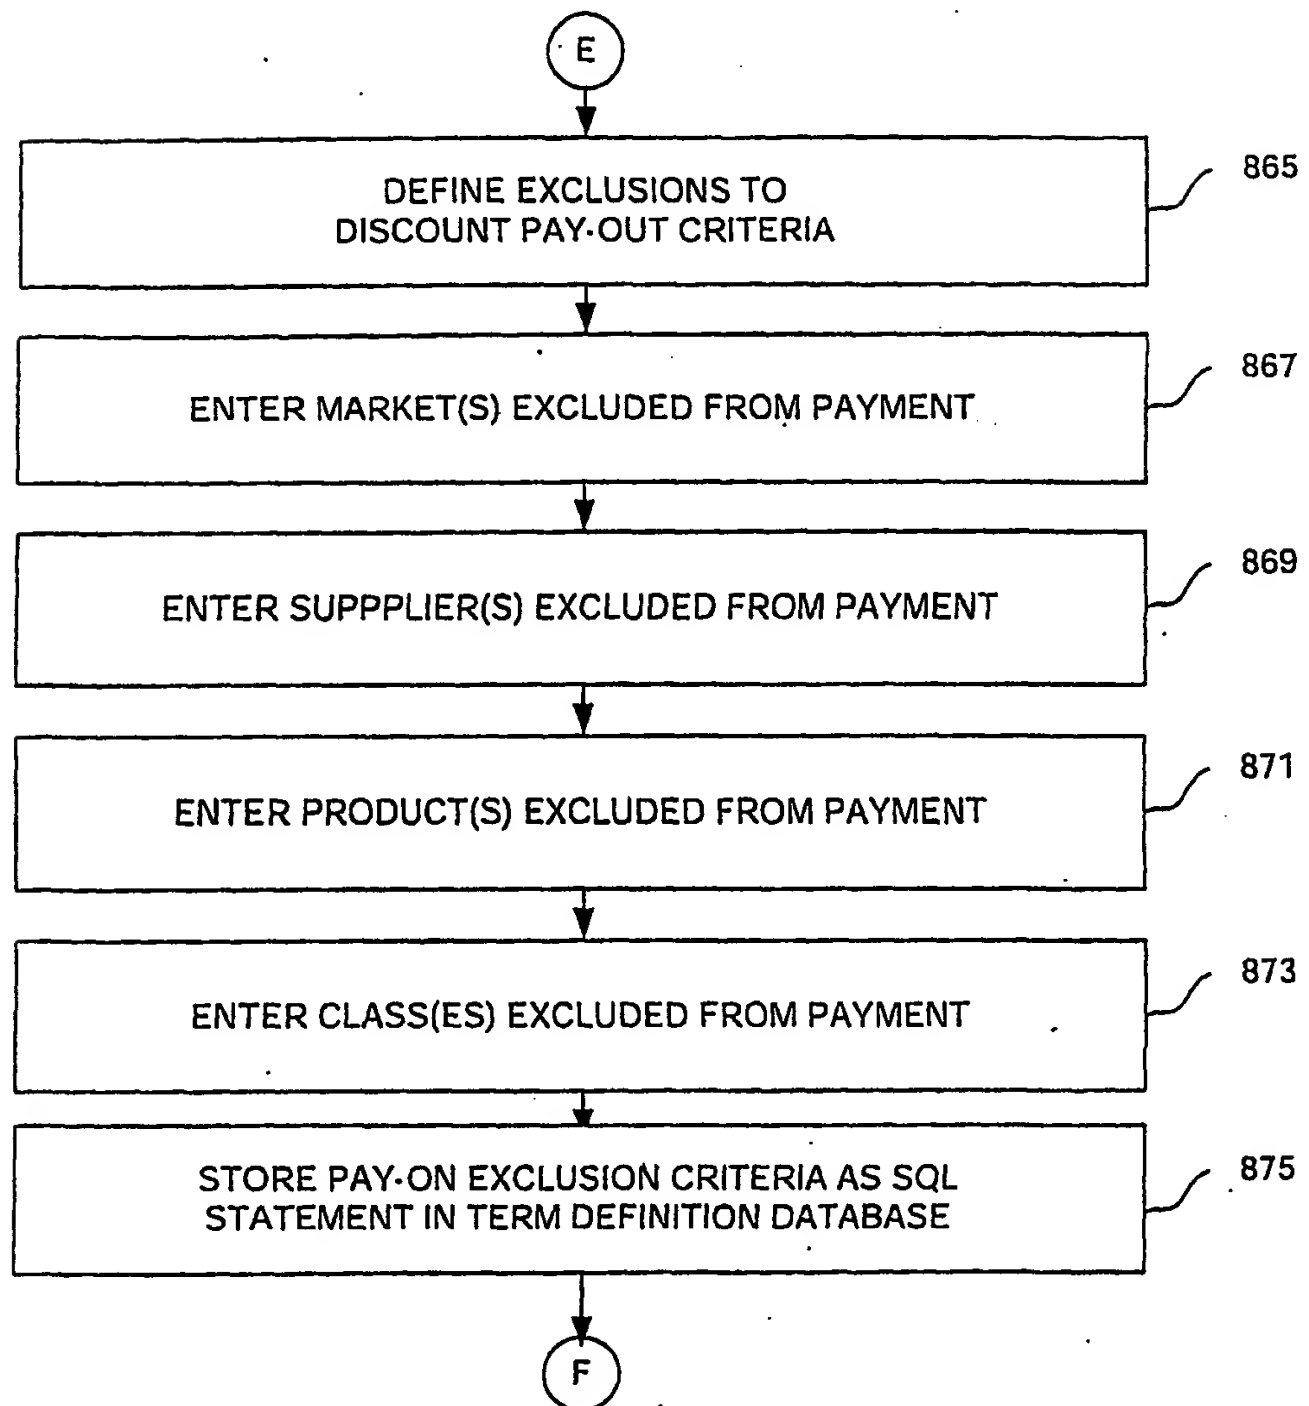 E
DEFINE EXCLUSIONS TO
DISCOUNT PAY-OUT CRITERIA
865
ENTER MARKET(S) EXCLUDED FROM PAYMENT
867
ENTER SUPPPLIER(S) EXCLUDED FROM PAYMENT
869
ENTER PRODUCT(S) EXCLUDED FROM PAYMENT
871
ENTER CLASS(ES) EXCLUDED FROM PAYMENT
873
STORE PAY-ON EXCLUSION CRITERIA AS SQL
STATEMENT IN TERM DEFINITION DATABASE
875
F